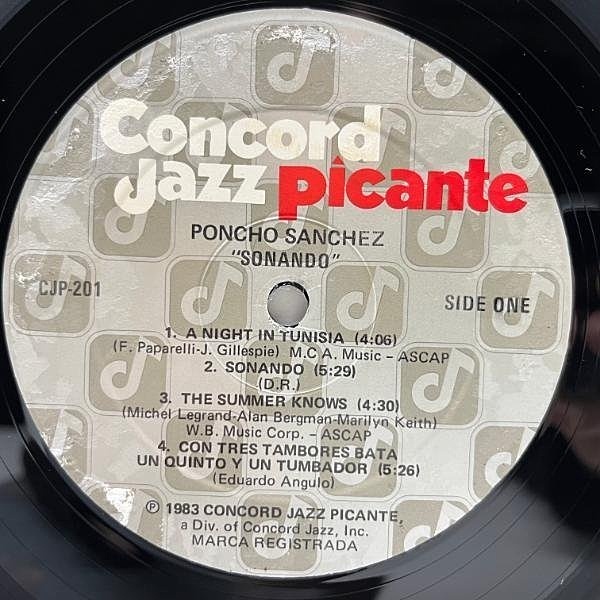 Concord
Jazz picante
PONCHO SANCHEZ
"SONANDO"
CJP-201
SIDE ONE
1. A NIGHT IN TUNISIA (4:06)
(F. Paparelli-J. Gillespie) M.C A. Music - ASCAP
2. SONANDO (5:29)
(D.R.)
3. THE SUMMER KNOWS (4:30)
(Michel Legrand-Alan Bergman-Marilyn Keith)
W.B. Music Corp. - ASCAP
4. CON TRES TAMBORES BATA
UN QUINTO Y UN TUMBADOR (5:26)
(Eduardo Angulo)
℗ 1983 CONCORD JAZZ PICANTE,
a Div. of Concord Jazz, Inc.
MARCA REGISTRADA